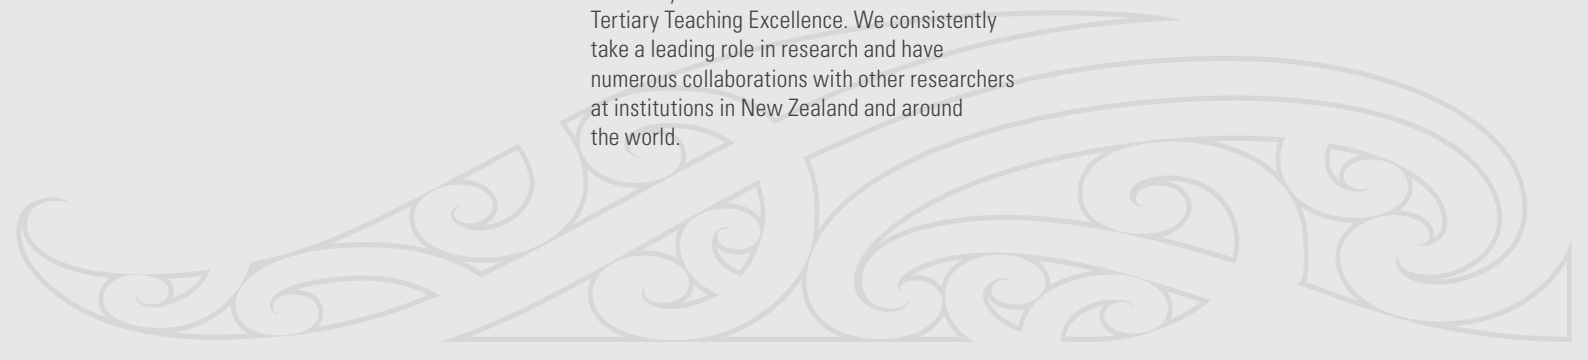 Tertiary Teaching Excellence. We consistently
take a leading role in research and have
numerous collaborations with other researchers
at institutions in New Zealand and around
the world.